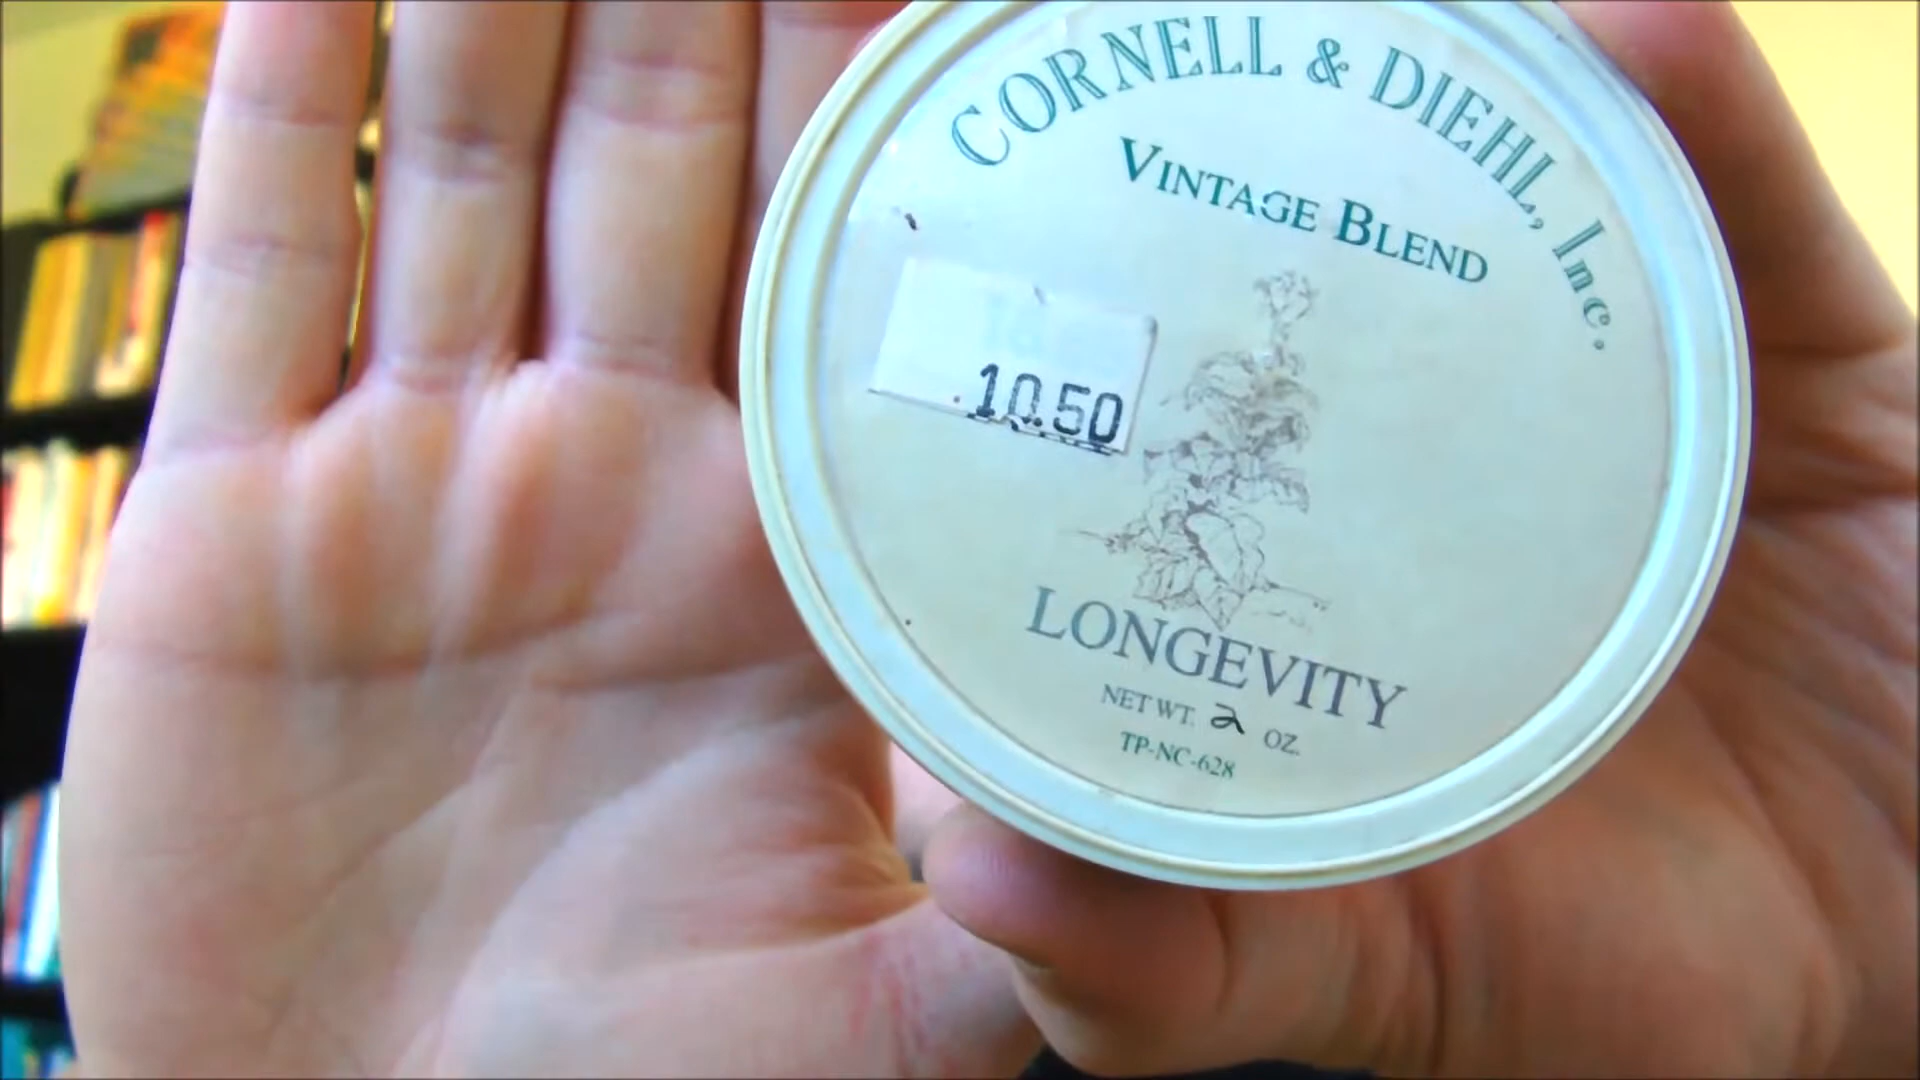 CORNELL & DIEHL, Inc.
VINTAGE BLEND
10.50
LONGEVITY
NET WT. 2 OZ.
TP-NC-628